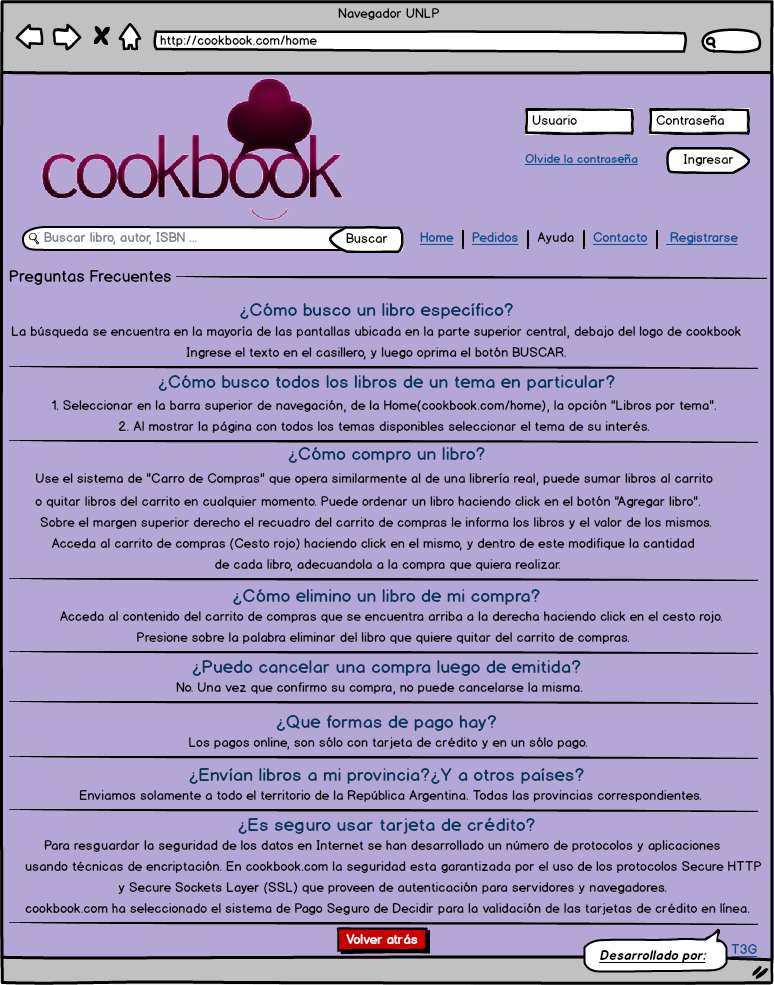 Navegador UNLP
http://cookbook.com/home
cookbook
Usuario
Contraseña
Olvide la contraseña
Ingresar
Buscar libro, autor, ISBN ...
Buscar
Home | Pedidos | Ayuda | Contacto | Registrarse
Preguntas Frecuentes
¿Cómo busco un libro específico?
La búsqueda se encuentra en la mayoría de las pantallas ubicada en la parte superior central, debajo del logo de cookbook
Ingrese el texto en el casillero, y luego oprima el botón BUSCAR.
¿Cómo busco todos los libros de un tema en particular?
1. Seleccionar en la barra superior de navegación, de la Home(cookbook.com/home), la opción "Libros por tema".
2. Al mostrar la página con todos los temas disponibles seleccionar el tema de su interés.
¿Cómo compro un libro?
Use el sistema de "Carro de Compras" que opera similarmente al de una librería real, puede sumar libros al carrito
o quitar libros del carrito en cualquier momento. Puede ordenar un libro haciendo click en el botón "Agregar libro".
Sobre el margen superior derecho el recuadro del carrito de compras le informa los libros y el valor de los mismos.
Acceda al carrito de compras (Cesto rojo) haciendo click en el mismo, y dentro de este modifique la cantidad
de cada libro, adecuandola a la compra que quiera realizar.
¿Cómo elimino un libro de mi compra?
Acceda al contenido del carrito de compras que se encuentra arriba a la derecha haciendo click en el cesto rojo.
Presione sobre la palabra eliminar del libro que quiere quitar del carrito de compras.
¿Puedo cancelar una compra luego de emitida?
No. Una vez que confirmo su compra, no puede cancelarse la misma.
¿Que formas de pago hay?
Los pagos online, son sólo con tarjeta de crédito y en un sólo pago.
¿Envían libros a mi provincia?¿Y a otros países?
Enviamos solamente a todo el territorio de la República Argentina. Todas las provincias correspondientes.
¿Es seguro usar tarjeta de crédito?
Para resguardar la seguridad de los datos en Internet se han desarrollado un número de protocolos y aplicaciones
usando técnicas de encriptación. En cookbook.com la seguridad esta garantizada por el uso de los protocolos Secure HTTP
y Secure Sockets Layer (SSL) que proveen de autenticación para servidores y navegadores.
cookbook.com ha seleccionado el sistema de Pago Seguro de Decidir para la validación de las tarjetas de crédito en línea.
Volver atrás
Desarrollado por:
T3G